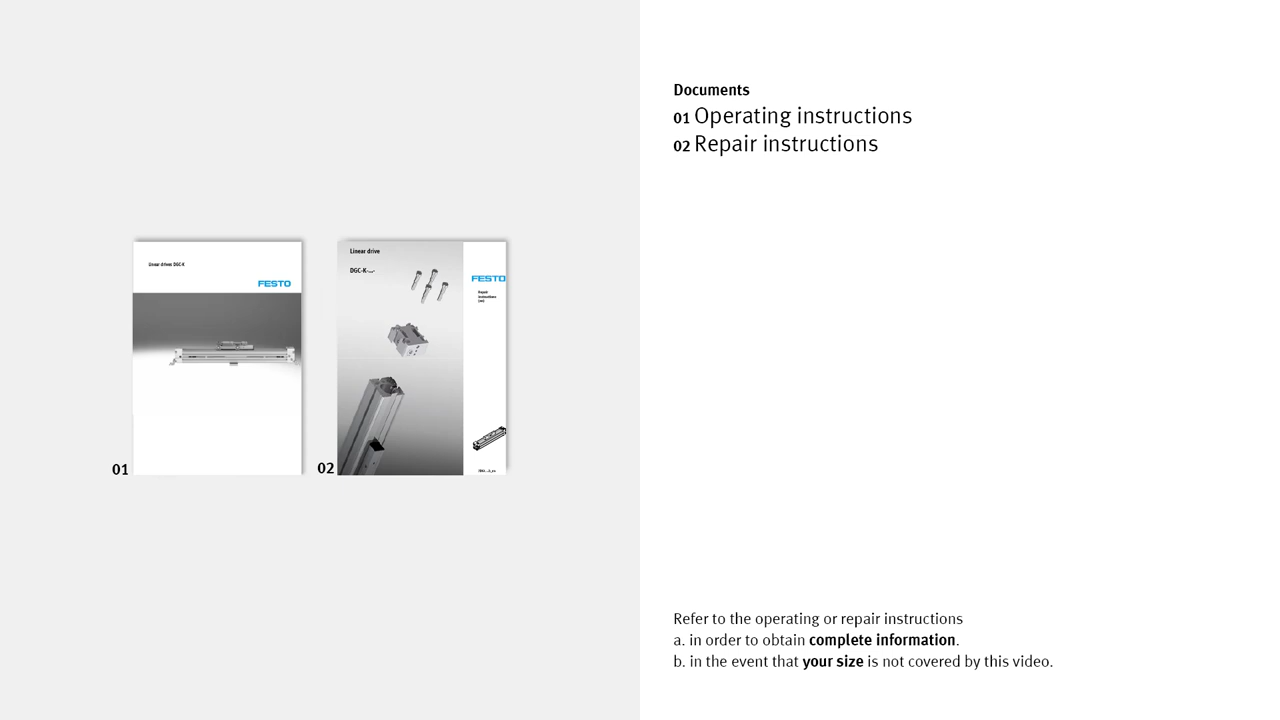 Documents
01 Operating instructions
02 Repair instructions
Linear drives DGC-K
FESTO
01
Linear drive
DGC-K-
FESTO
Repair
instructions
02
Refer to the operating or repair instructions
a. in order to obtain complete information.
b. in the event that your size is not covered by this video.